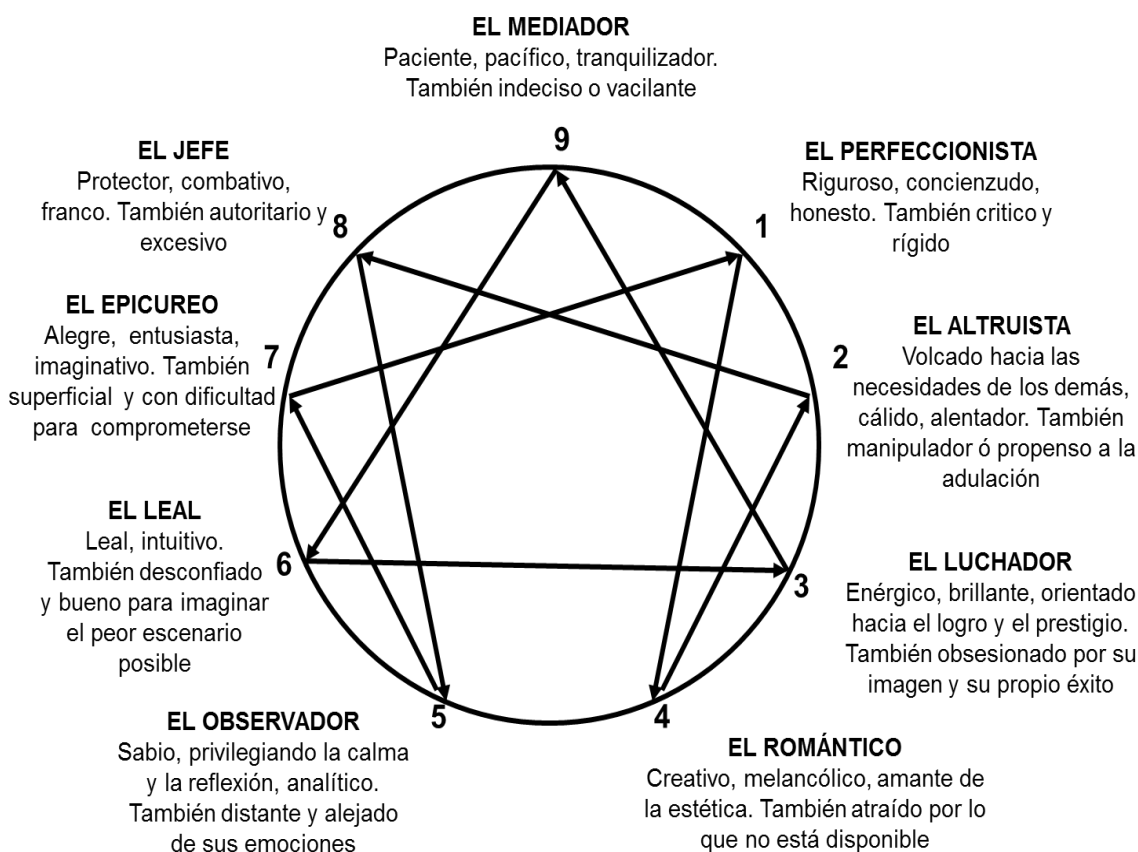 EL MEDIADOR
Paciente, pacífico, tranquilizador.
También indeciso o vacilante
9
EL PERFECCIONISTA
Riguroso, concienzudo,
honesto. También critico y
rígido
1
EL ALTRUISTA
Volcado hacia las
necesidades de los demás,
cálido, alentador. También
manipulador ó propenso a la
adulación
2
EL LUCHADOR
Enérgico, brillante, orientado
hacia el logro y el prestigio.
También obsesionado por su
imagen y su propio éxito
3
EL ROMÁNTICO
Creativo, melancólico, amante de
la estética. También atraído por lo
que no está disponible
4
EL OBSERVADOR
Sabio, privilegiando la calma
y la reflexión, analítico.
También distante y alejado
de sus emociones
5
EL LEAL
Leal, intuitivo.
También desconfiado
y bueno para imaginar
el peor escenario
posible
6
EL EPICUREO
Alegre, entusiasta,
imaginativo. También
superficial y con dificultad
para comprometerse
7
EL JEFE
Protector, combativo,
franco. También autoritario y
excesivo
8